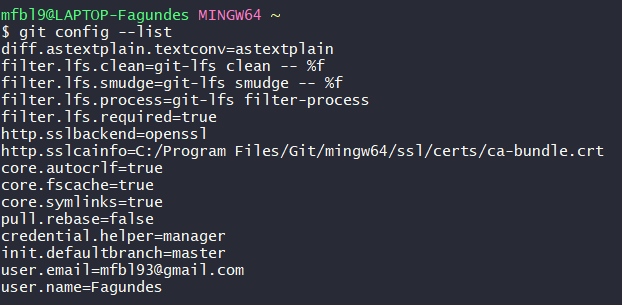 mfbl9@LAPTOP-Fagundes MINGW64 ~
$ git config --list
diff.astextplain.textconv=astextplain
filter.lfs.clean=git-lfs clean -- %f
filter.lfs.smudge=git-lfs smudge -- %f
filter.lfs.process=git-lfs filter-process
filter.lfs.required=true
http.sslbackend=openssl
http.sslcainfo=C:/Program Files/Git/mingw64/ssl/certs/ca-bundle.crt
core.autocrlf=true
core.fscache=true
core.symlinks=true
pull.rebase=false
credential.helper=manager
init.defaultbranch=master
user.email=mfbl93@gmail.com
user.name=Fagundes